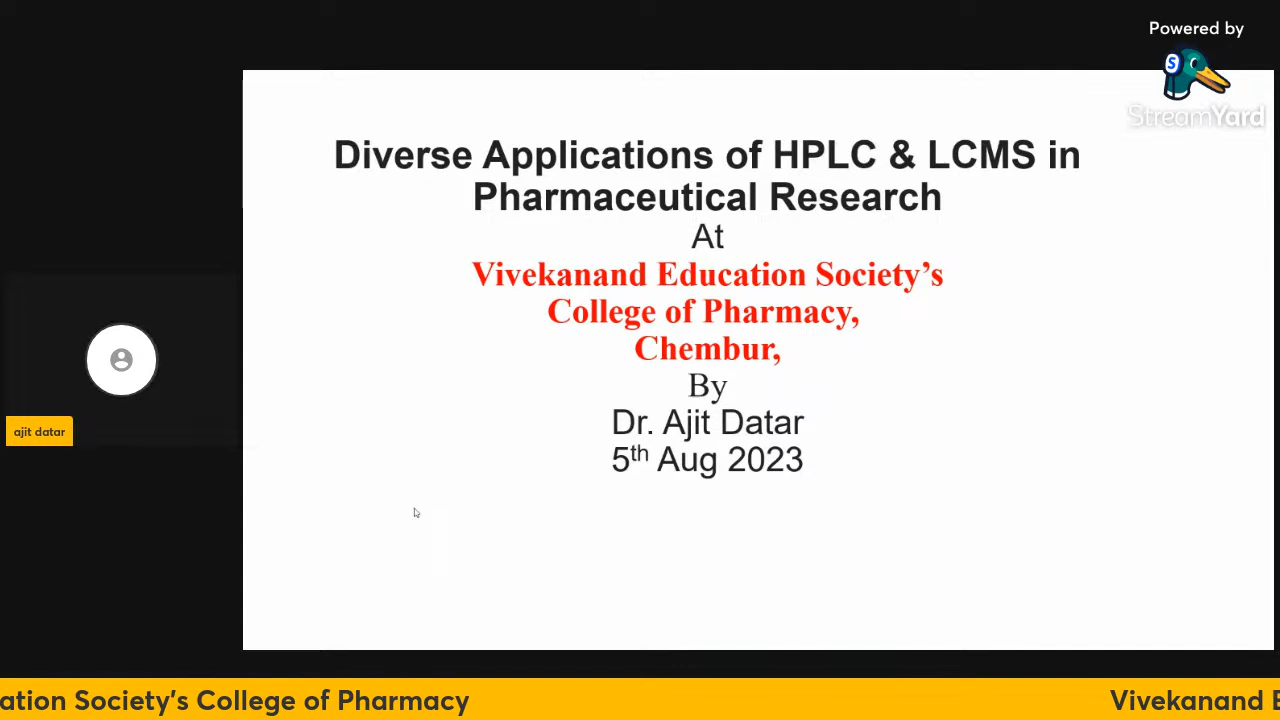 Powered by
S
StreamYard
Diverse Applications of HPLC & LCMS in
Pharmaceutical Research
At
Vivekanand Education Society’s
College of Pharmacy,
Chembur,
By
Dr. Ajit Datar
5th Aug 2023
ajit datar
ation Society's College of Pharmacy
Vivekanand E